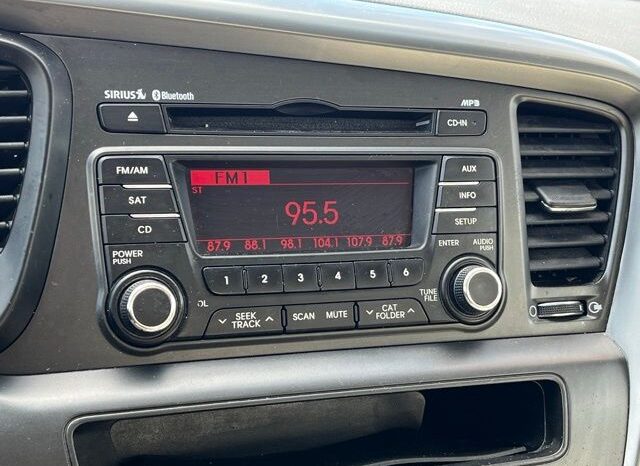 SIRIUS Bluetooth MP3
CD-IN
FM/AM FM1 AUX
ST
SAT 95.5 INFO
CD SETUP
87.9 88.1 98.1 104.1 107.9 87.9
POWER PUSH ENTER AUDIO PUSH
1 2 3 4 5 6
OL SEEK TRACK SCAN MUTE CAT FOLDER TUNE FILE